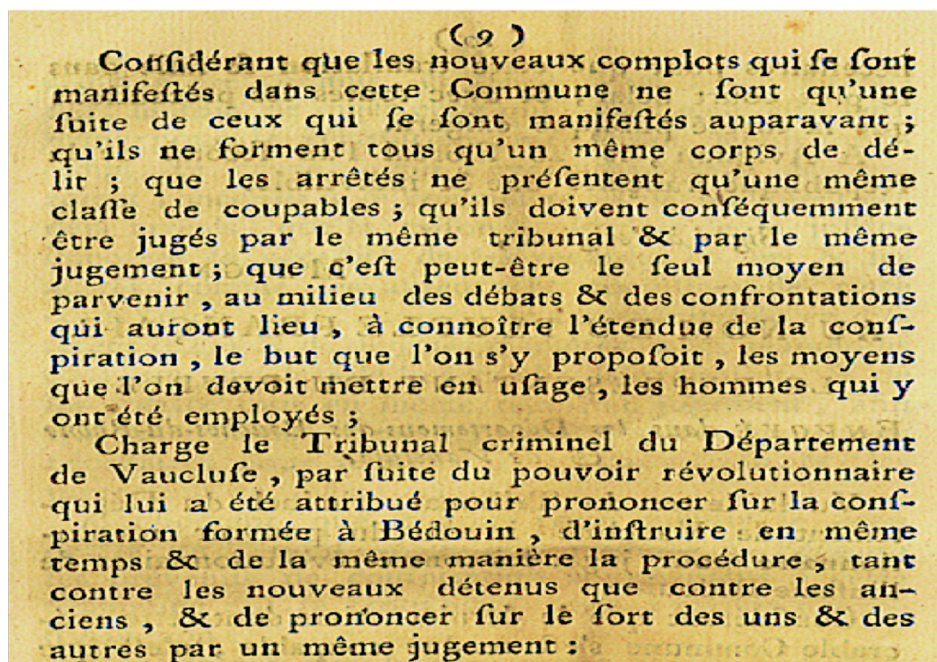 ( 9 )
Conſidérant que les nouveaux complots qui ſe ſont
manifeſtés dans cette Commune ne ſont qu'une
ſuite de ceux qui ſe ſont manifeſtés auparavant ;
qu'ils ne forment tous qu'un même corps de dé-
lit ; que les arrêtés ne préſentent qu'une même
claſſe de coupables ; qu'ils doivent conſéquemment
être jugés par le même tribunal & par le même
jugement ; que c'eſt peut-être le ſeul moyen de
parvenir , au milieu des débats & des confrontations
qui auront lieu , à connoître l'étendue de la conſ-
piration , le but que l'on s'y propoſoit , les moyens
que l'on devoit mettre en uſage , les hommes qui y
ont été employés ;
Charge le Tribunal criminel du Département
de Vaucluſe , par ſuite du pouvoir révolutionnaire
qui lui a été attribué pour prononcer ſur la conſ-
piration formée à Bédouin , d'inſtruire en même
temps & de la même manière la procédure , tant
contre les nouveaux détenus que contre les an-
ciens , & de prononcer ſur le ſort des uns & des
autres par un même jugement :